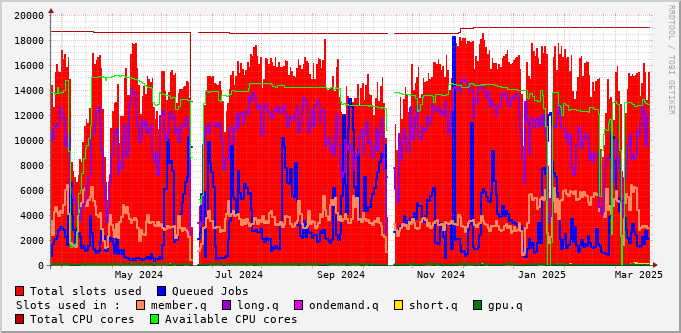 20000
18000
16000
14000
12000
10000
8000
6000
4000
2000
0
May 2024 Jul 2024 Sep 2024 Nov 2024 Jan 2025 Mar 2025
RRDTOOL / TOBI OETIKER
Total slots used Queued Jobs
Slots used in : member.q long.q ondemand.q short.q gpu.q
Total CPU cores Available CPU cores